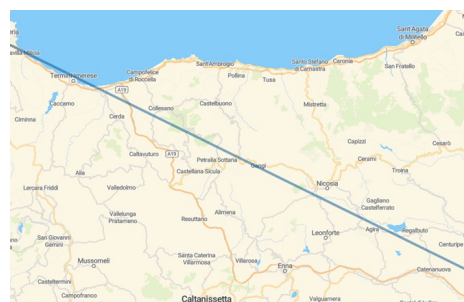 Sant'Agata
di Militello
Termini Imerese
Campofelice
di Roccella
Sant'Ambrogio
Santo Stefano
di Camastra
Caronia
San Fratello
Pollina
Tusa
A19
Caccamo
Collesano
Castelbuono
Mistretta
Ciminna
Cerda
Capizzi
Cesarò
Caltavuturo
A19
Petralia Sottana
Gangi
Cerami
Troina
Alia
Castellana Sicula
Lercara Friddi
Valledolmo
Nicosia
Gagliano
Castelferrato
Vallelunga
Pratameno
Resuttano
Alimena
Leonforte
Agira
Regalbuto
San Giovanni
Gemini
Centuripe
Mussomeli
Santa Caterina
Villarmosa
Villarosa
Enna
Catenanuova
Casteltermini
Campofranco
Caltanissetta
Valguarnera